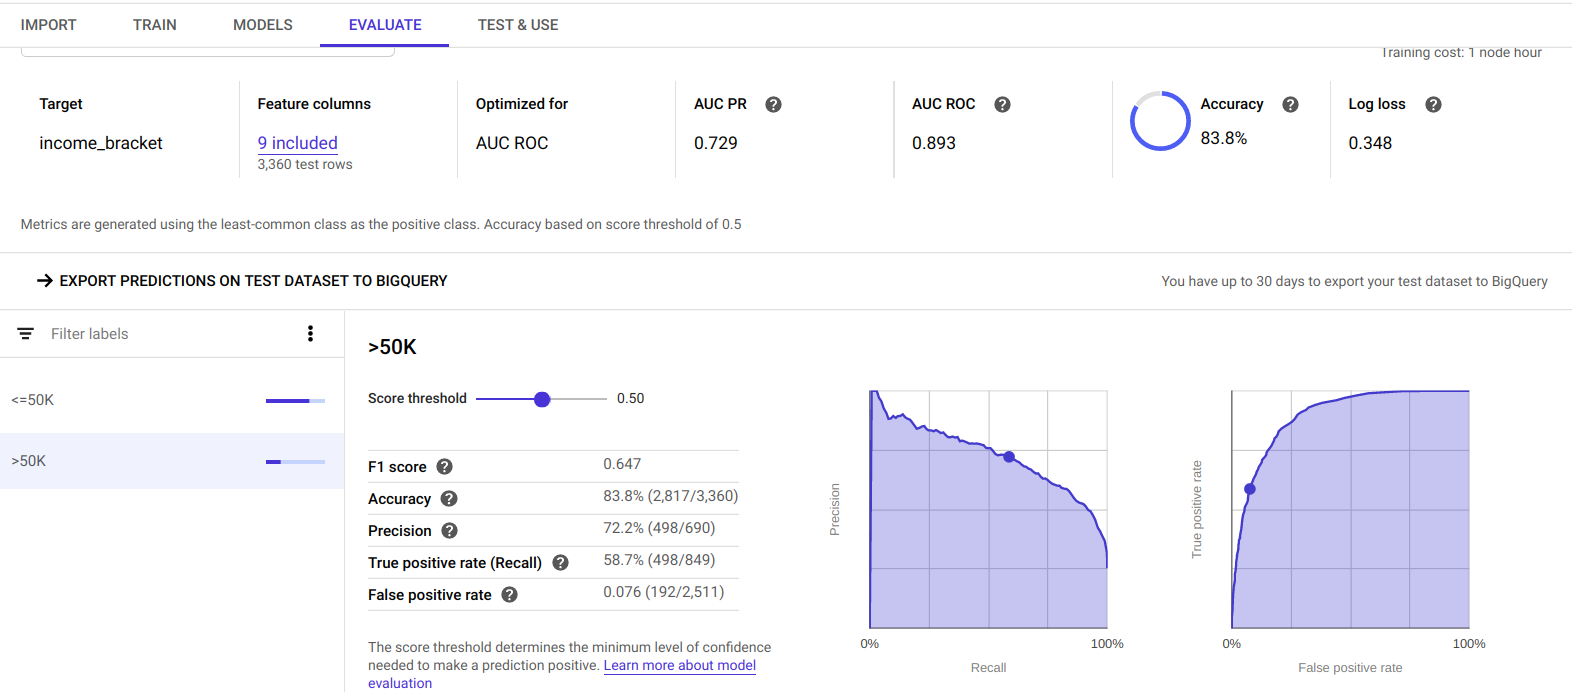 IMPORT TRAIN MODELS EVALUATE TEST & USE
Training cost: 1 node hour
Target Feature columns Optimized for AUC PR ? AUC ROC ? Accuracy ? Log loss ?
income_bracket 9 included AUC ROC 0.729 0.893 83.8% 0.348
3,360 test rows
Metrics are generated using the least-common class as the positive class. Accuracy based on score threshold of 0.5
EXPORT PREDICTIONS ON TEST DATASET TO BIGQUERY You have up to 30 days to export your test dataset to BigQuery
Filter labels
<=50K
>50K
>50K
Score threshold 0.50
F1 score ? 0.647
Accuracy ? 83.8% (2,817/3,360)
Precision ? 72.2% (498/690)
True positive rate (Recall) ? 58.7% (498/849)
False positive rate ? 0.076 (192/2,511)
The score threshold determines the minimum level of confidence
needed to make a prediction positive. Learn more about model
evaluation
Precision
0% 100%
Recall
True positive rate
0% 100%
False positive rate